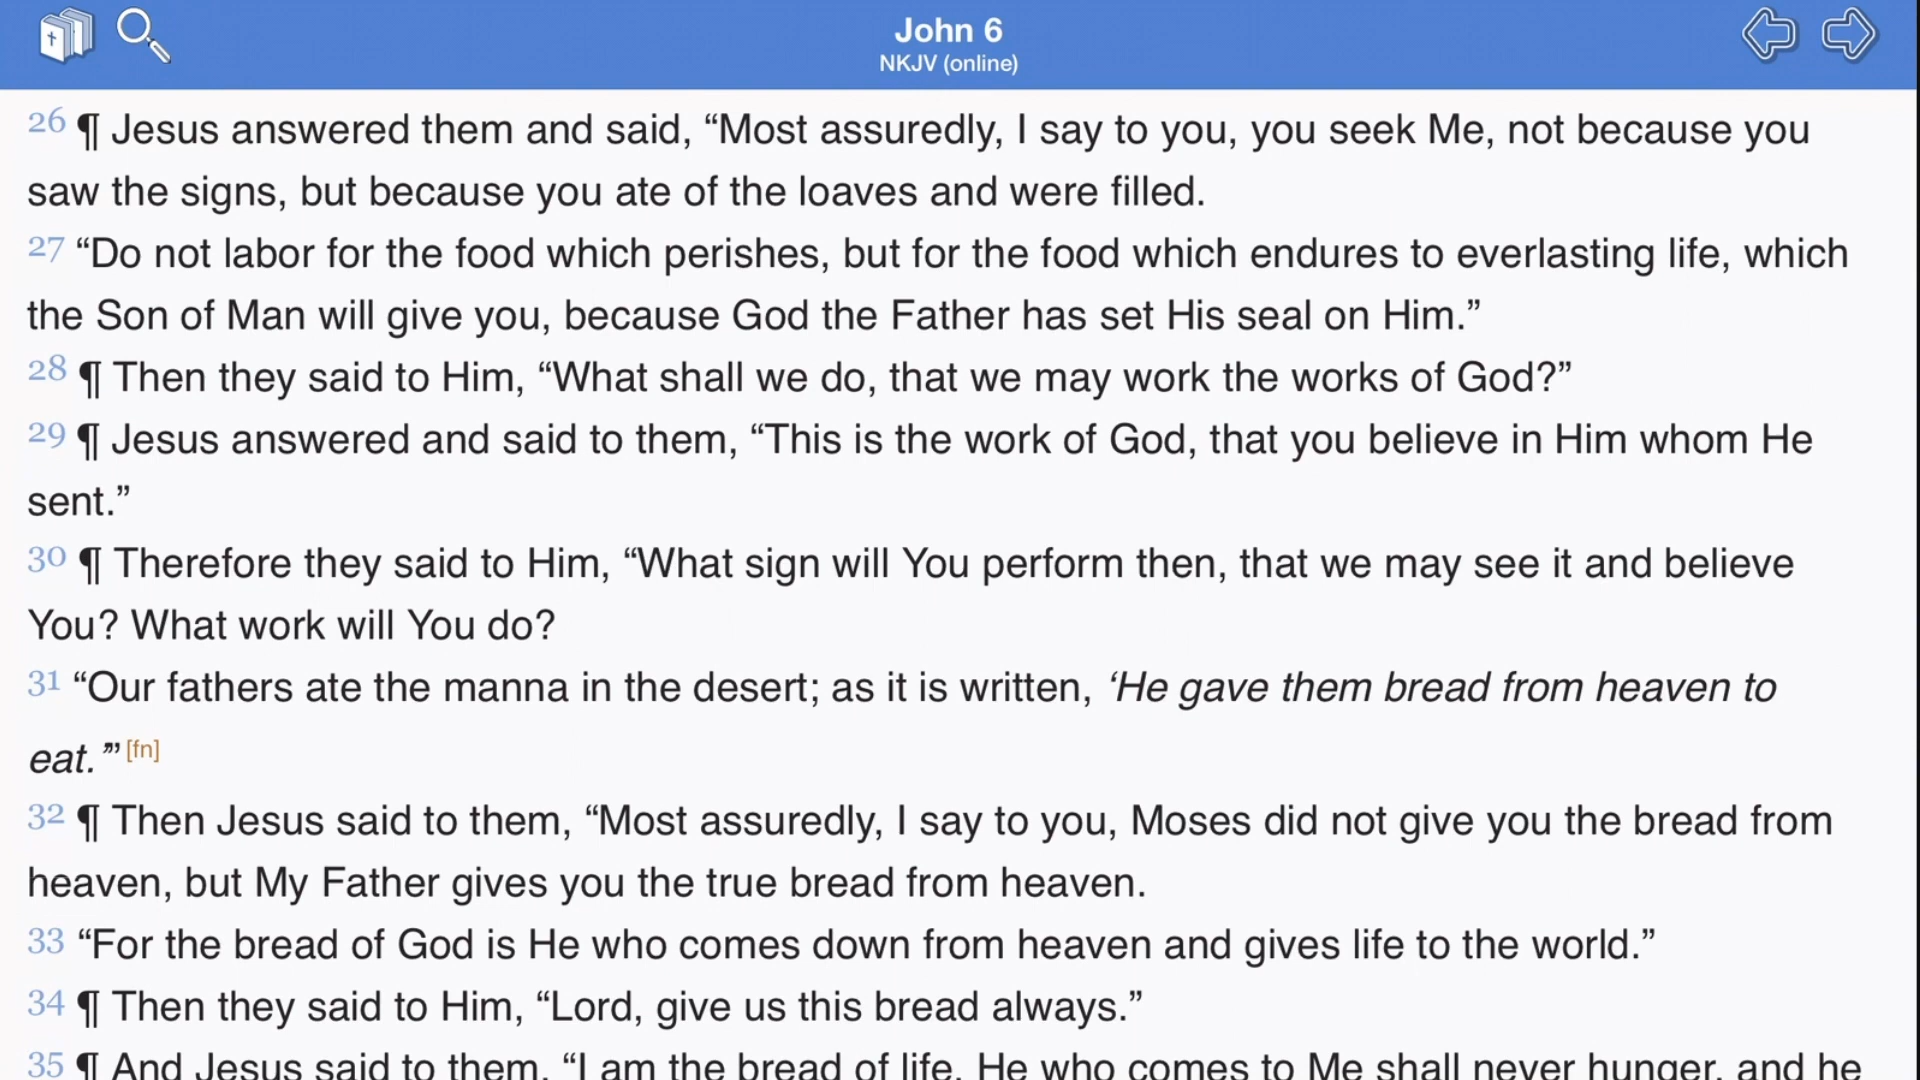 John 6
NKJV (online)
26 ¶ Jesus answered them and said, “Most assuredly, I say to you, you seek Me, not because you
saw the signs, but because you ate of the loaves and were filled.
27 “Do not labor for the food which perishes, but for the food which endures to everlasting life, which
the Son of Man will give you, because God the Father has set His seal on Him.”
28 ¶ Then they said to Him, “What shall we do, that we may work the works of God?”
29 ¶ Jesus answered and said to them, “This is the work of God, that you believe in Him whom He
sent.”
30 ¶ Therefore they said to Him, “What sign will You perform then, that we may see it and believe
You? What work will You do?
31 “Our fathers ate the manna in the desert; as it is written, ‘He gave them bread from heaven to
eat.’” [fn]
32 ¶ Then Jesus said to them, “Most assuredly, I say to you, Moses did not give you the bread from
heaven, but My Father gives you the true bread from heaven.
33 “For the bread of God is He who comes down from heaven and gives life to the world.”
34 ¶ Then they said to Him, “Lord, give us this bread always.”
35 ¶ And Jesus said to them, “I am the bread of life. He who comes to Me shall never hunger, and he